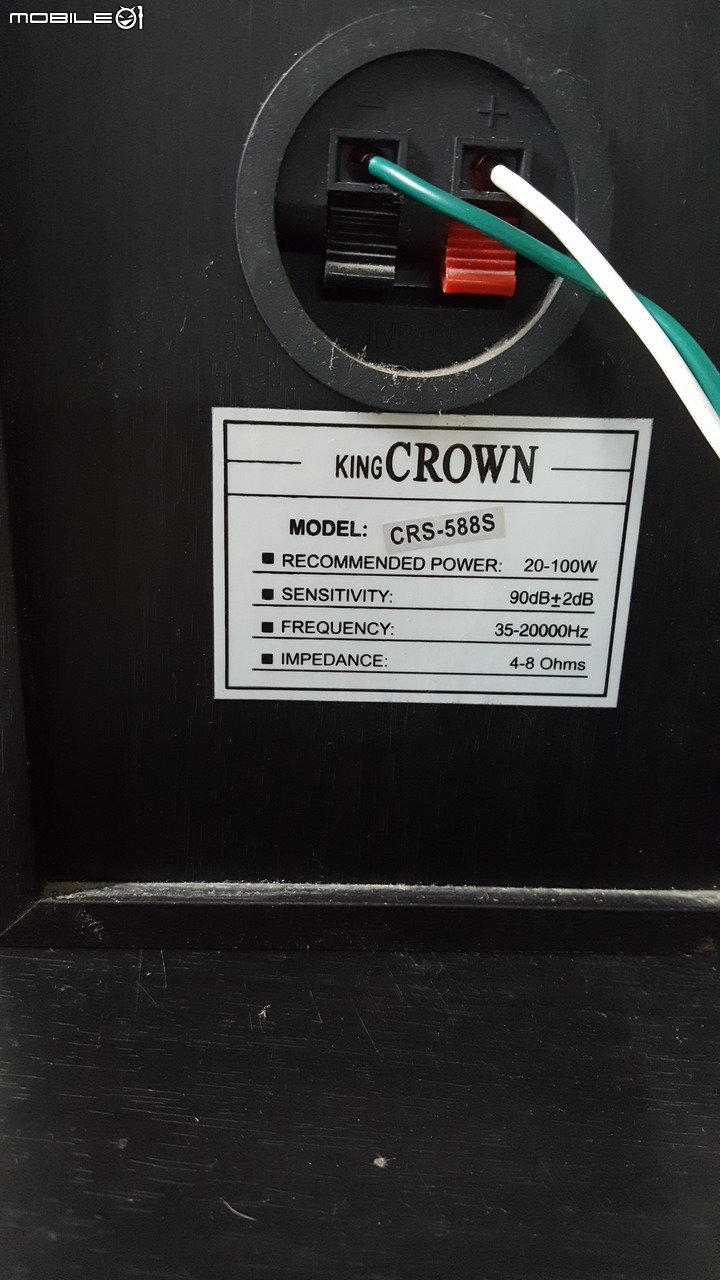 MOBILE01
− +
KING CROWN
MODEL: CRS-588S
■ RECOMMENDED POWER: 20-100W
■ SENSITIVITY: 90dB±2dB
■ FREQUENCY: 35-20000Hz
■ IMPEDANCE: 4-8 Ohms